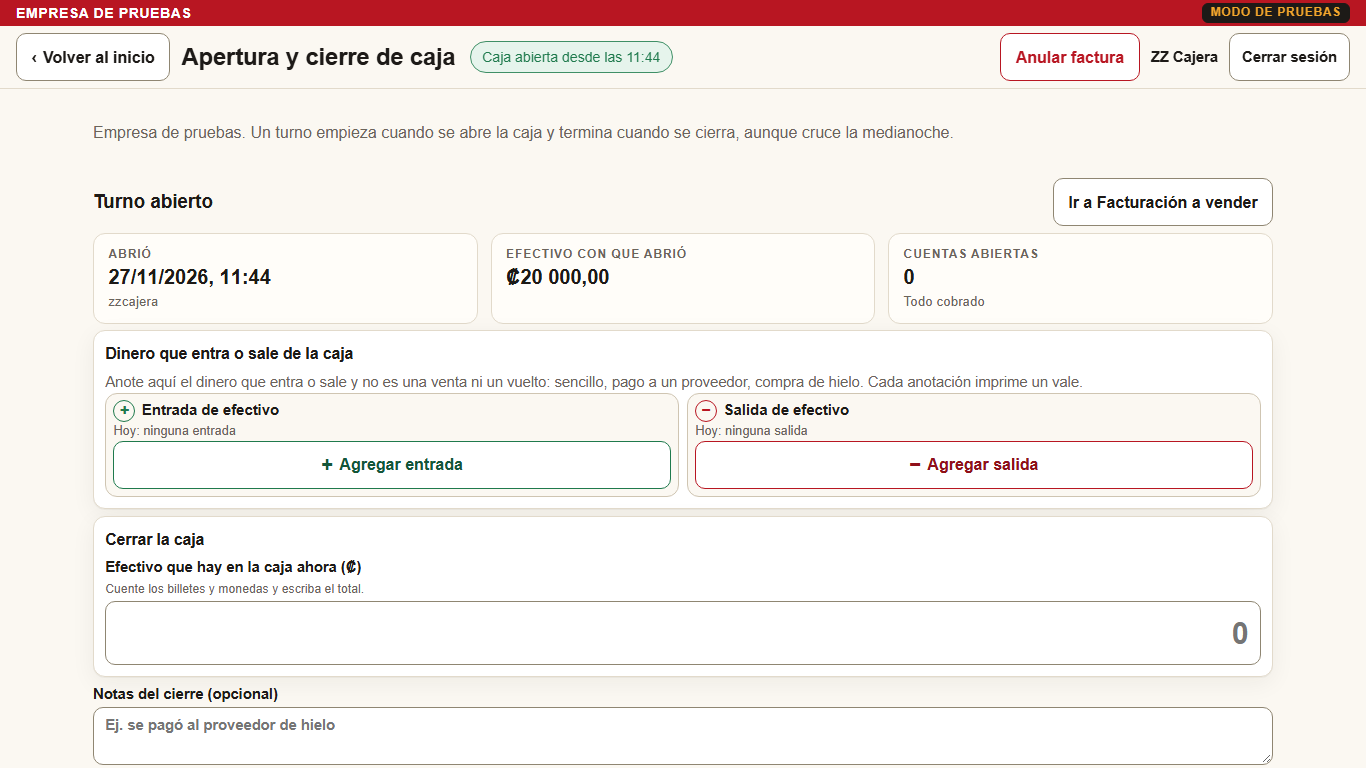 EMPRESA DE PRUEBAS
MODO DE PRUEBAS
‹ Volver al inicio
Apertura y cierre de caja
Caja abierta desde las 11:44
Anular factura
ZZ Cajera
Cerrar sesión
Empresa de pruebas. Un turno empieza cuando se abre la caja y termina cuando se cierra, aunque cruce la medianoche.
Turno abierto
Ir a Facturación a vender
ABRIÓ
27/11/2026, 11:44
zzcajera
EFECTIVO CON QUE ABRIÓ
₡20 000,00
CUENTAS ABIERTAS
0
Todo cobrado
Dinero que entra o sale de la caja
Anote aquí el dinero que entra o sale y no es una venta ni un vuelto: sencillo, pago a un proveedor, compra de hielo. Cada anotación imprime un vale.
+ Entrada de efectivo
Hoy: ninguna entrada
+ Agregar entrada
− Salida de efectivo
Hoy: ninguna salida
− Agregar salida
Cerrar la caja
Efectivo que hay en la caja ahora (₡)
Cuente los billetes y monedas y escriba el total.
0
Notas del cierre (opcional)
Ej. se pagó al proveedor de hielo